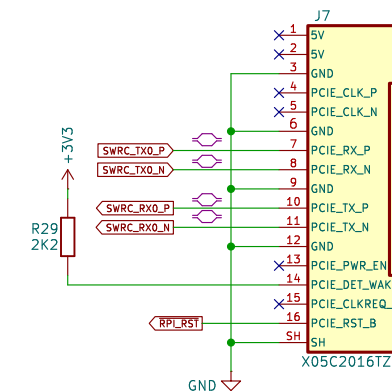 J7
1 5V
2 5V
3 GND
4 PCIE_CLK_P
5 PCIE_CLK_N
6 GND
SWRC_TX0_P 7 PCIE_RX_P
SWRC_TX0_N 8 PCIE_RX_N
9 GND
SWRC_RX0_P 10 PCIE_TX_P
SWRC_RX0_N 11 PCIE_TX_N
12 GND
13 PCIE_PWR_EN
14 PCIE_DET_WAK
15 PCIE_CLKREQ_
RPI_RST 16 PCIE_RST_B
SH SH
+3V3
R29
2K2
X05C2016TZ
GND